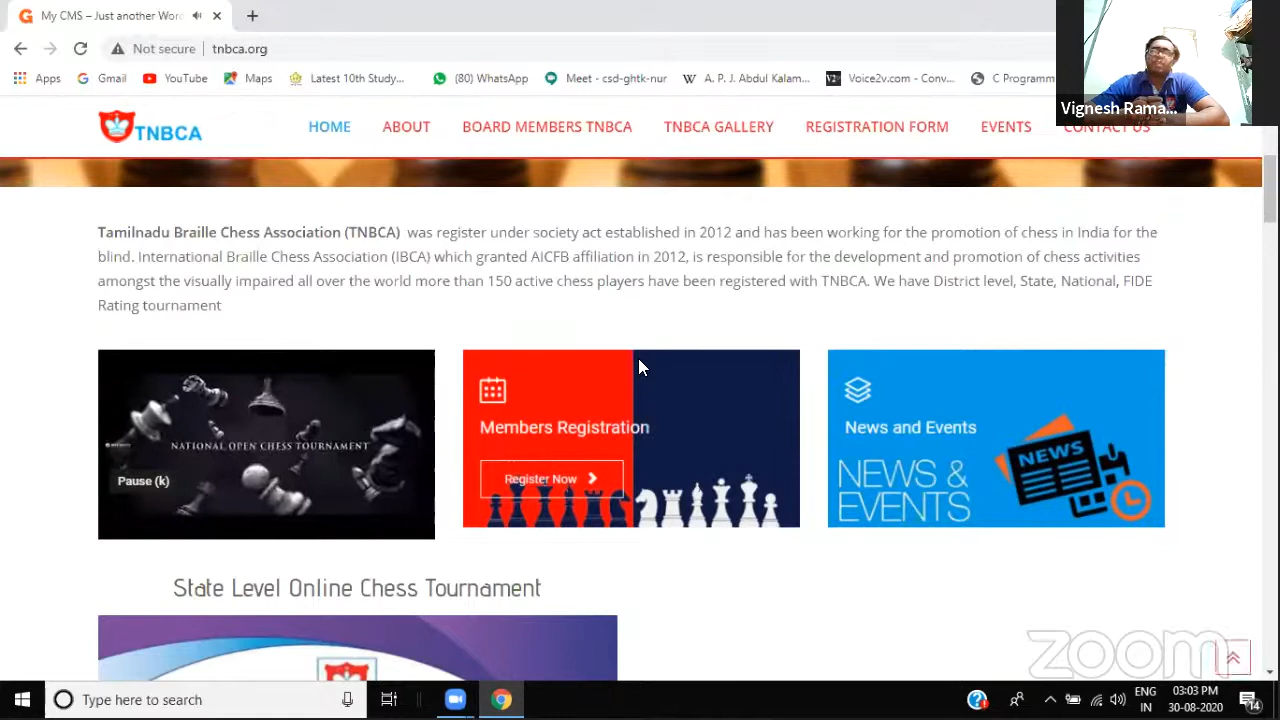 My CMS – Just another Wor
Not secure
tnbca.org
Apps
Gmail
YouTube
Maps
Latest 10th Study...
(80) WhatsApp
Meet - csd-ghtk-nur
A. P. J. Abdul Kalam...
Voice2v.com - Conv...
C Programm
Vignesh Rama...
TNBCA
HOME
ABOUT
BOARD MEMBERS TNBCA
TNBCA GALLERY
REGISTRATION FORM
EVENTS
CONTACT US
Tamilnadu Braille Chess Association (TNBCA) was register under society act established in 2012 and has been working for the promotion of chess in India for the
blind. International Braille Chess Association (IBCA) which granted AICFB affiliation in 2012, is responsible for the development and promotion of chess activities
amongst the visually impaired all over the world more than 150 active chess players have been registered with TNBCA. We have District level, State, National, FIDE
Rating tournament
NATIONAL OPEN CHESS TOURNAMENT
Pause (k)
Members Registration
Register Now
News and Events
NEWS &
EVENTS
NEWS
State Level Online Chess Tournament
zoom
Type here to search
ENG
IN
03:03 PM
30-08-2020
14